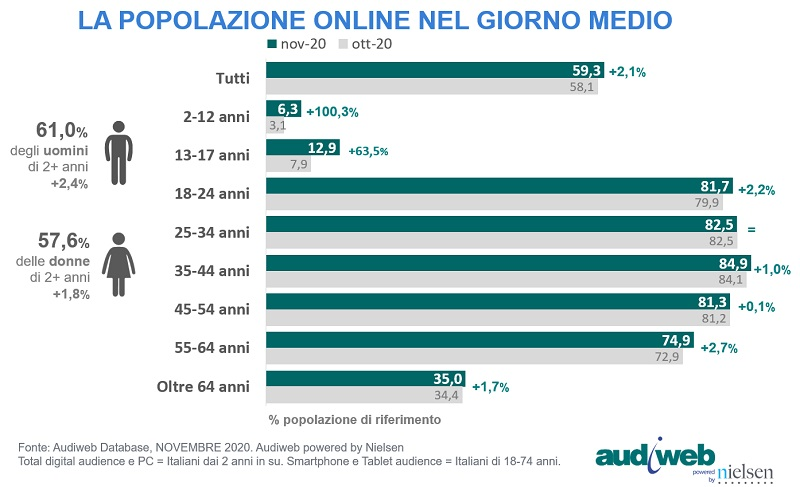 LA POPOLAZIONE ONLINE NEL GIORNO MEDIO
nov-20 ott-20
Tutti 59,3 +2,1%
58,1
2-12 anni 6,3 +100,3%
3,1
13-17 anni 12,9 +63,5%
7,9
18-24 anni 81,7 +2,2%
79,9
25-34 anni 82,5 =
82,5
35-44 anni 84,9 +1,0%
84,1
45-54 anni 81,3 +0,1%
81,2
55-64 anni 74,9 +2,7%
72,9
Oltre 64 anni 35,0 +1,7%
34,4
% popolazione di riferimento
61,0%
degli uomini
di 2+ anni
+2,4%
57,6%
delle donne
di 2+ anni
+1,8%
Fonte: Audiweb Database, NOVEMBRE 2020. Audiweb powered by Nielsen
Total digital audience e PC = Italiani dai 2 anni in su. Smartphone e Tablet audience = Italiani di 18-74 anni.
audiweb
powered
by nielsen